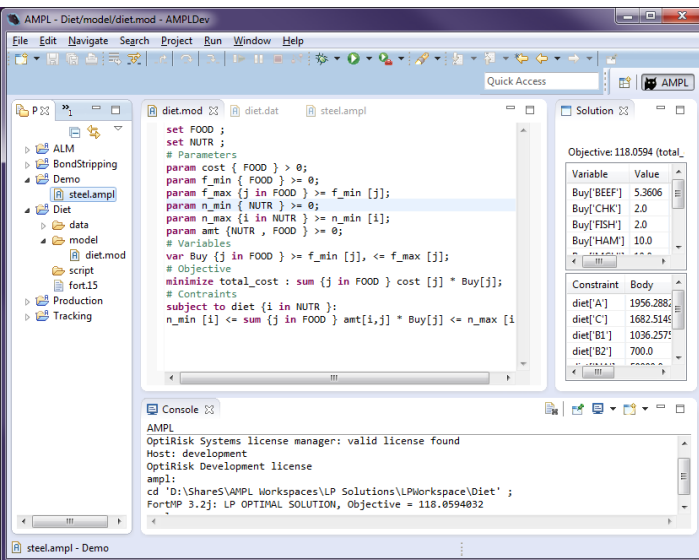 AMPL - Diet/model/diet.mod - AMPLDev
File Edit Navigate Search Project Run Window Help
Quick Access
AMPL
P
1
ALM
BondStripping
Demo
steel.ampl
Diet
data
model
diet.mod
script
fort.15
Production
Tracking
diet.mod diet.dat steel.ampl
set FOOD ;
set NUTR ;
# Parameters
param cost { FOOD } > 0;
param f_min { FOOD } >= 0;
param f_max {j in FOOD } >= f_min [j];
param n_min { NUTR } >= 0;
param n_max {i in NUTR } >= n_min [i];
param amt {NUTR , FOOD } >= 0;
# Variables
var Buy {j in FOOD } >= f_min [j], <= f_max [j];
# Objective
minimize total_cost : sum {j in FOOD } cost [j] * Buy[j];
# Contraints
subject to diet {i in NUTR }:
n_min [i] <= sum {j in FOOD } amt[i,j] * Buy[j] <= n_max [i
Solution
Objective: 118.0594 (total_
Variable Value
Buy['BEEF'] 5.3606
Buy['CHK'] 2.0
Buy['FISH'] 2.0
Buy['HAM'] 10.0
Constraint Body
diet['A'] 1956.2882
diet['C'] 1682.5149
diet['B1'] 1036.2575
diet['B2'] 700.0
Console
AMPL
OptiRisk Systems license manager: valid license found
Host: development
OptiRisk Development license
ampl:
cd 'D:\ShareS\AMPL Workspaces\LP Solutions\LPWorkspace\Diet' ;
FortMP 3.2j: LP OPTIMAL SOLUTION, Objective = 118.0594032
steel.ampl - Demo